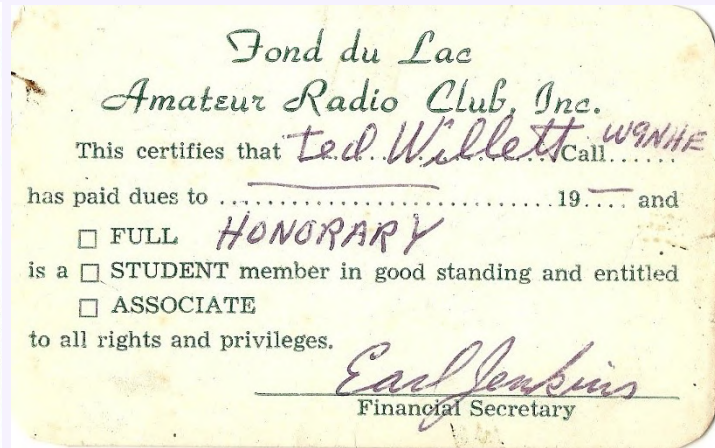 Fond du Lac
Amateur Radio Club, Inc.
This certifies that Ted Willett Call W9NHE
has paid dues to .................................. 19 — and
☐ FULL HONORARY
is a ☐ STUDENT member in good standing and entitled
☐ ASSOCIATE
to all rights and privileges.
Earl Jenkins
Financial Secretary